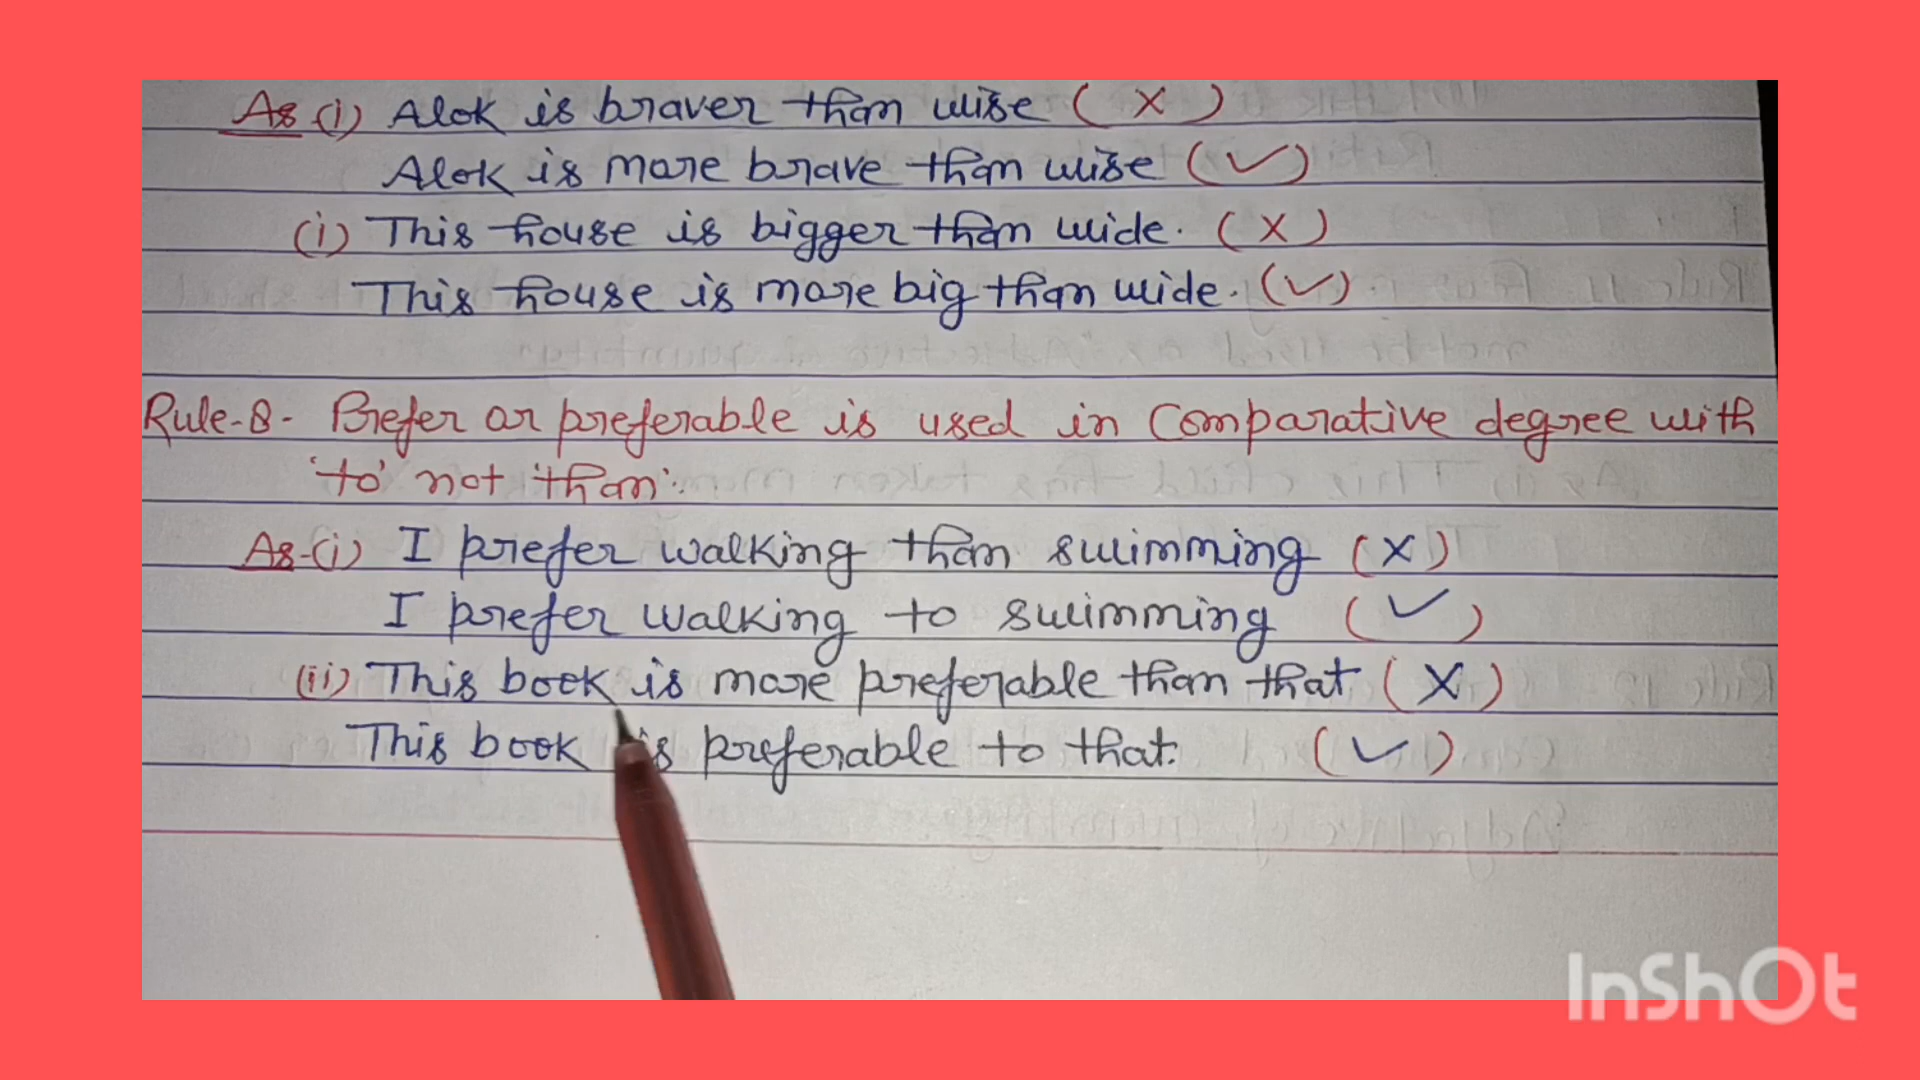 As (i) Alok is braver than wise ( X )
Alok is more brave than wise ( ✓ )
(i) This house is bigger than wide. ( X )
This house is more big than wide. ( ✓ )
Rule-8- Prefer or preferable is used in Comparative degree with
'to' not 'than'.
As-(i) I prefer walking than swimming ( X )
I prefer walking to swimming ( ✓ )
(ii) This book is more preferable than that ( X )
This book is preferable to that. ( ✓ )
InShOt